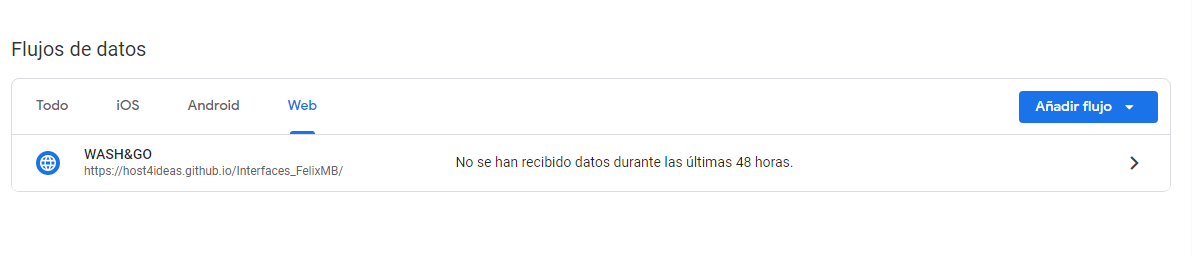 Flujos de datos
Todo iOS Android Web Añadir flujo
WASH&GO
https://host4ideas.github.io/Interfaces_FelixMB/
No se han recibido datos durante las últimas 48 horas.